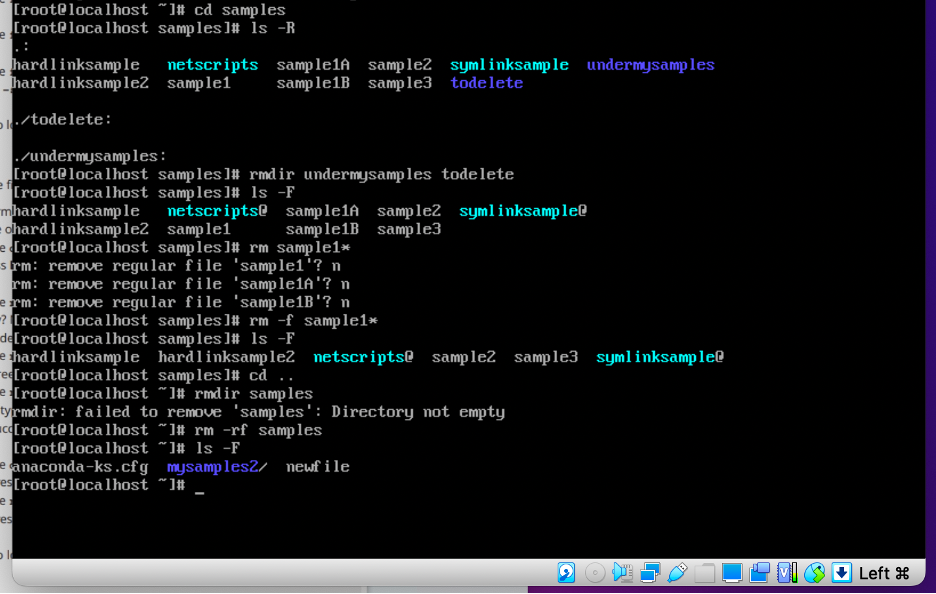 [root@localhost ~]# cd samples
[root@localhost samples]# ls -R
.:
hardlinksample   netscripts  sample1A  sample2  symlinksample  undermysamples
hardlinksample2  sample1     sample1B  sample3  todelete
./todelete:
./undermysamples:
[root@localhost samples]# rmdir undermysamples todelete
[root@localhost samples]# ls -F
hardlinksample   netscripts@  sample1A  sample2  symlinksample@
hardlinksample2  sample1      sample1B  sample3
[root@localhost samples]# rm sample1*
rm: remove regular file 'sample1'? n
rm: remove regular file 'sample1A'? n
rm: remove regular file 'sample1B'? n
[root@localhost samples]# rm -f sample1*
[root@localhost samples]# ls -F
hardlinksample  hardlinksample2  netscripts@  sample2  sample3  symlinksample@
[root@localhost samples]# cd ..
[root@localhost ~]# rmdir samples
rmdir: failed to remove 'samples': Directory not empty
[root@localhost ~]# rm -rf samples
[root@localhost ~]# ls -F
anaconda-ks.cfg  mysamples2/  newfile
[root@localhost ~]# _
Left ⌘